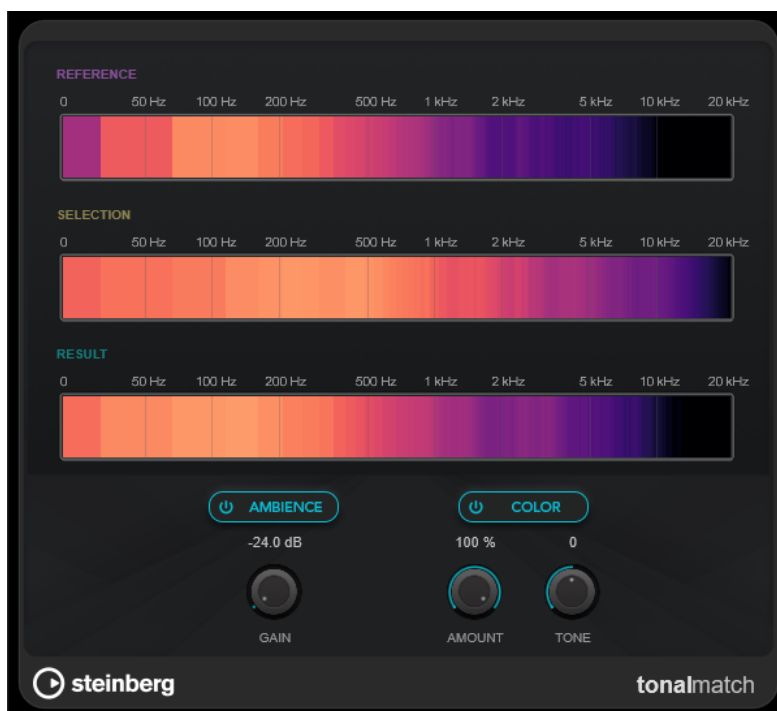 REFERENCE
0 50 Hz 100 Hz 200 Hz 500 Hz 1 kHz 2 kHz 5 kHz 10 kHz 20 kHz
SELECTION
0 50 Hz 100 Hz 200 Hz 500 Hz 1 kHz 2 kHz 5 kHz 10 kHz 20 kHz
RESULT
0 50 Hz 100 Hz 200 Hz 500 Hz 1 kHz 2 kHz 5 kHz 10 kHz 20 kHz
AMBIENCE COLOR
-24.0 dB 100 % 0
GAIN AMOUNT TONE
steinberg tonalmatch